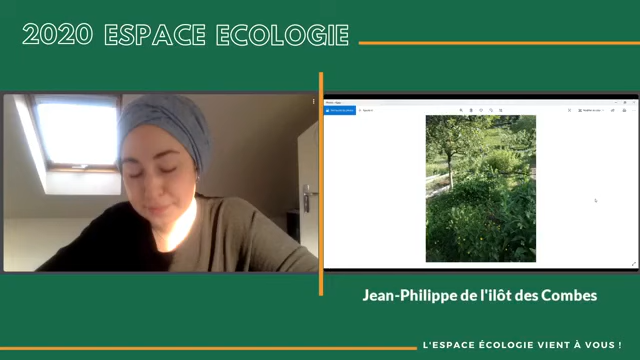 2020 ESPACE ECOLOGIE
Jean-Philippe de l'ilôt des Combes
L'ESPACE ÉCOLOGIE VIENT À VOUS !